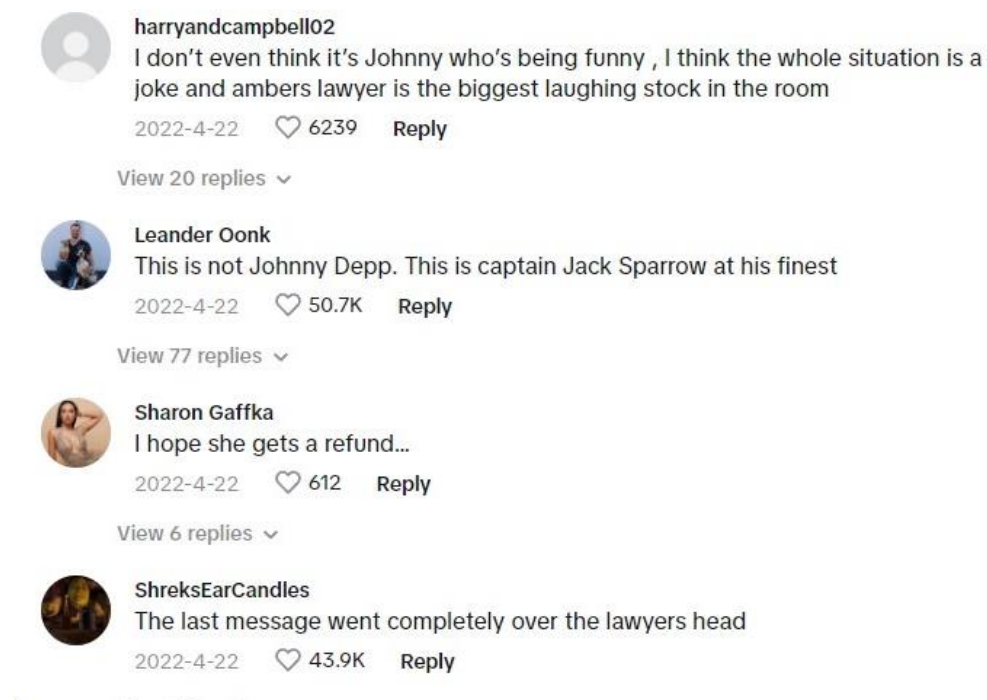 harryandcampbell02
I don't even think it's Johnny who's being funny , I think the whole situation is a
joke and ambers lawyer is the biggest laughing stock in the room
2022-4-22 6239 Reply
View 20 replies
Leander Oonk
This is not Johnny Depp. This is captain Jack Sparrow at his finest
2022-4-22 50.7K Reply
View 77 replies
Sharon Gaffka
I hope she gets a refund...
2022-4-22 612 Reply
View 6 replies
ShreksEarCandles
The last message went completely over the lawyers head
2022-4-22 43.9K Reply